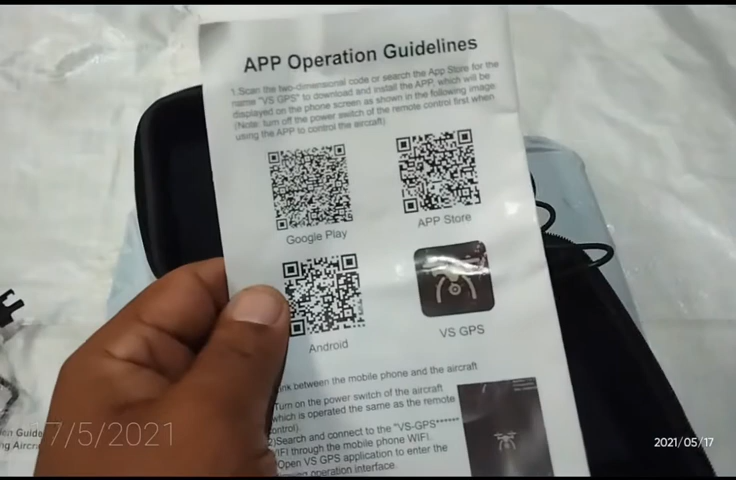 APP Operation Guidelines
1.Scan the two-dimensional code or search the App Store for the
name "VS GPS" to download and install the APP, which will be
displayed on the phone screen as shown in the following image
(Note: turn off the power switch of the remote control first when
using the APP to control the aircraft)
Google Play
APP Store
Android
VS GPS
ink between the mobile phone and the aircraft
Turn on the power switch of the aircraft
which is operated the same as the remote
control).
2)Search and connect to the "VS-GPS******
WIFI through the mobile phone WIFI.
Open VS GPS application to enter the
operation interface.
Guide
ng Aircra
17/5/2021
2021/05/17